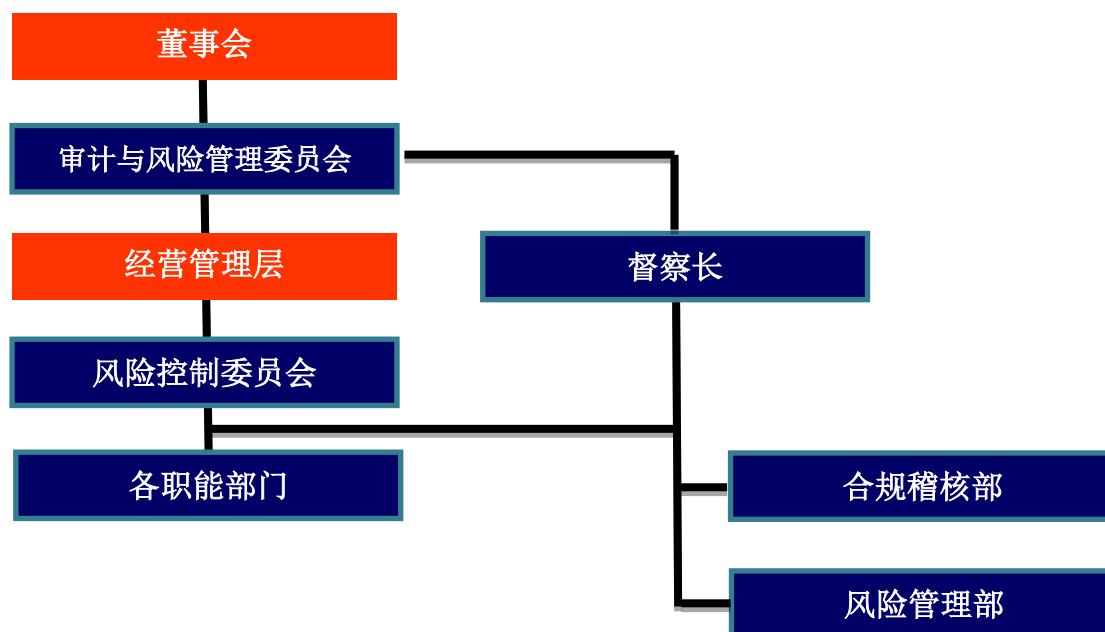 董事会
审计与风险管理委员会
经营管理层
督察长
风险控制委员会
各职能部门
合规稽核部
风险管理部